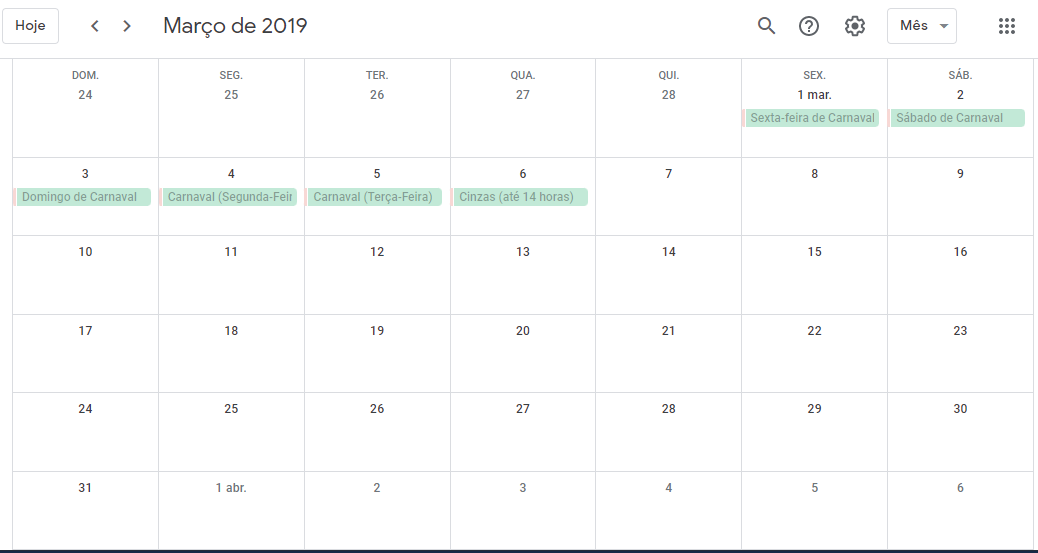 Hoje
Março de 2019
Mês
DOM. SEG. TER. QUA. QUI. SEX. SÁB.
24 25 26 27 28 1 mar. 2
Sexta-feira de Carnaval Sábado de Carnaval
3 4 5 6 7 8 9
Domingo de Carnaval Carnaval (Segunda-Feir Carnaval (Terça-Feira) Cinzas (até 14 horas)
10 11 12 13 14 15 16
17 18 19 20 21 22 23
24 25 26 27 28 29 30
31 1 abr. 2 3 4 5 6